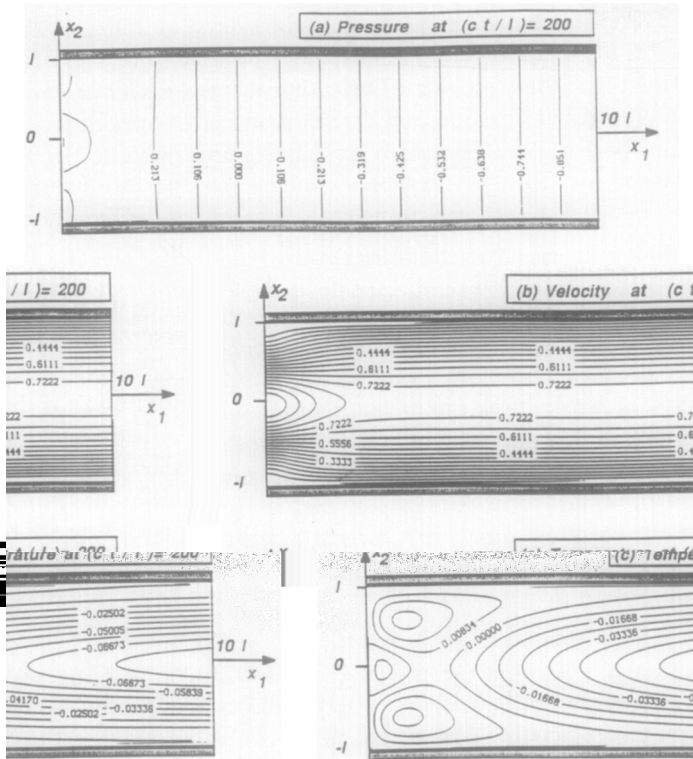 x2
(a) Pressure at (c t / l)= 200
l
0
-l
0.213
0.106
0.000
-0.106
-0.213
-0.319
-0.425
-0.532
-0.638
-0.744
-0.851
10 l
x1
/ l )= 200
0.4444
0.6111
0.7222
10 l
x1
x2
(b) Velocity at (c t
l
0
-l
0.4444
0.6111
0.7222
0.7222
0.5556
0.3333
0.4444
0.6111
0.7222
0.7222
0.6111
0.4444
-0.02502
-0.05005
-0.06673
10 l
x1
-0.06673
-0.05839
-0.02502
-0.03336
(c) Tempe
l
0
-l
0.00834
0.00000
-0.01668
-0.03336
-0.01668
-0.03336